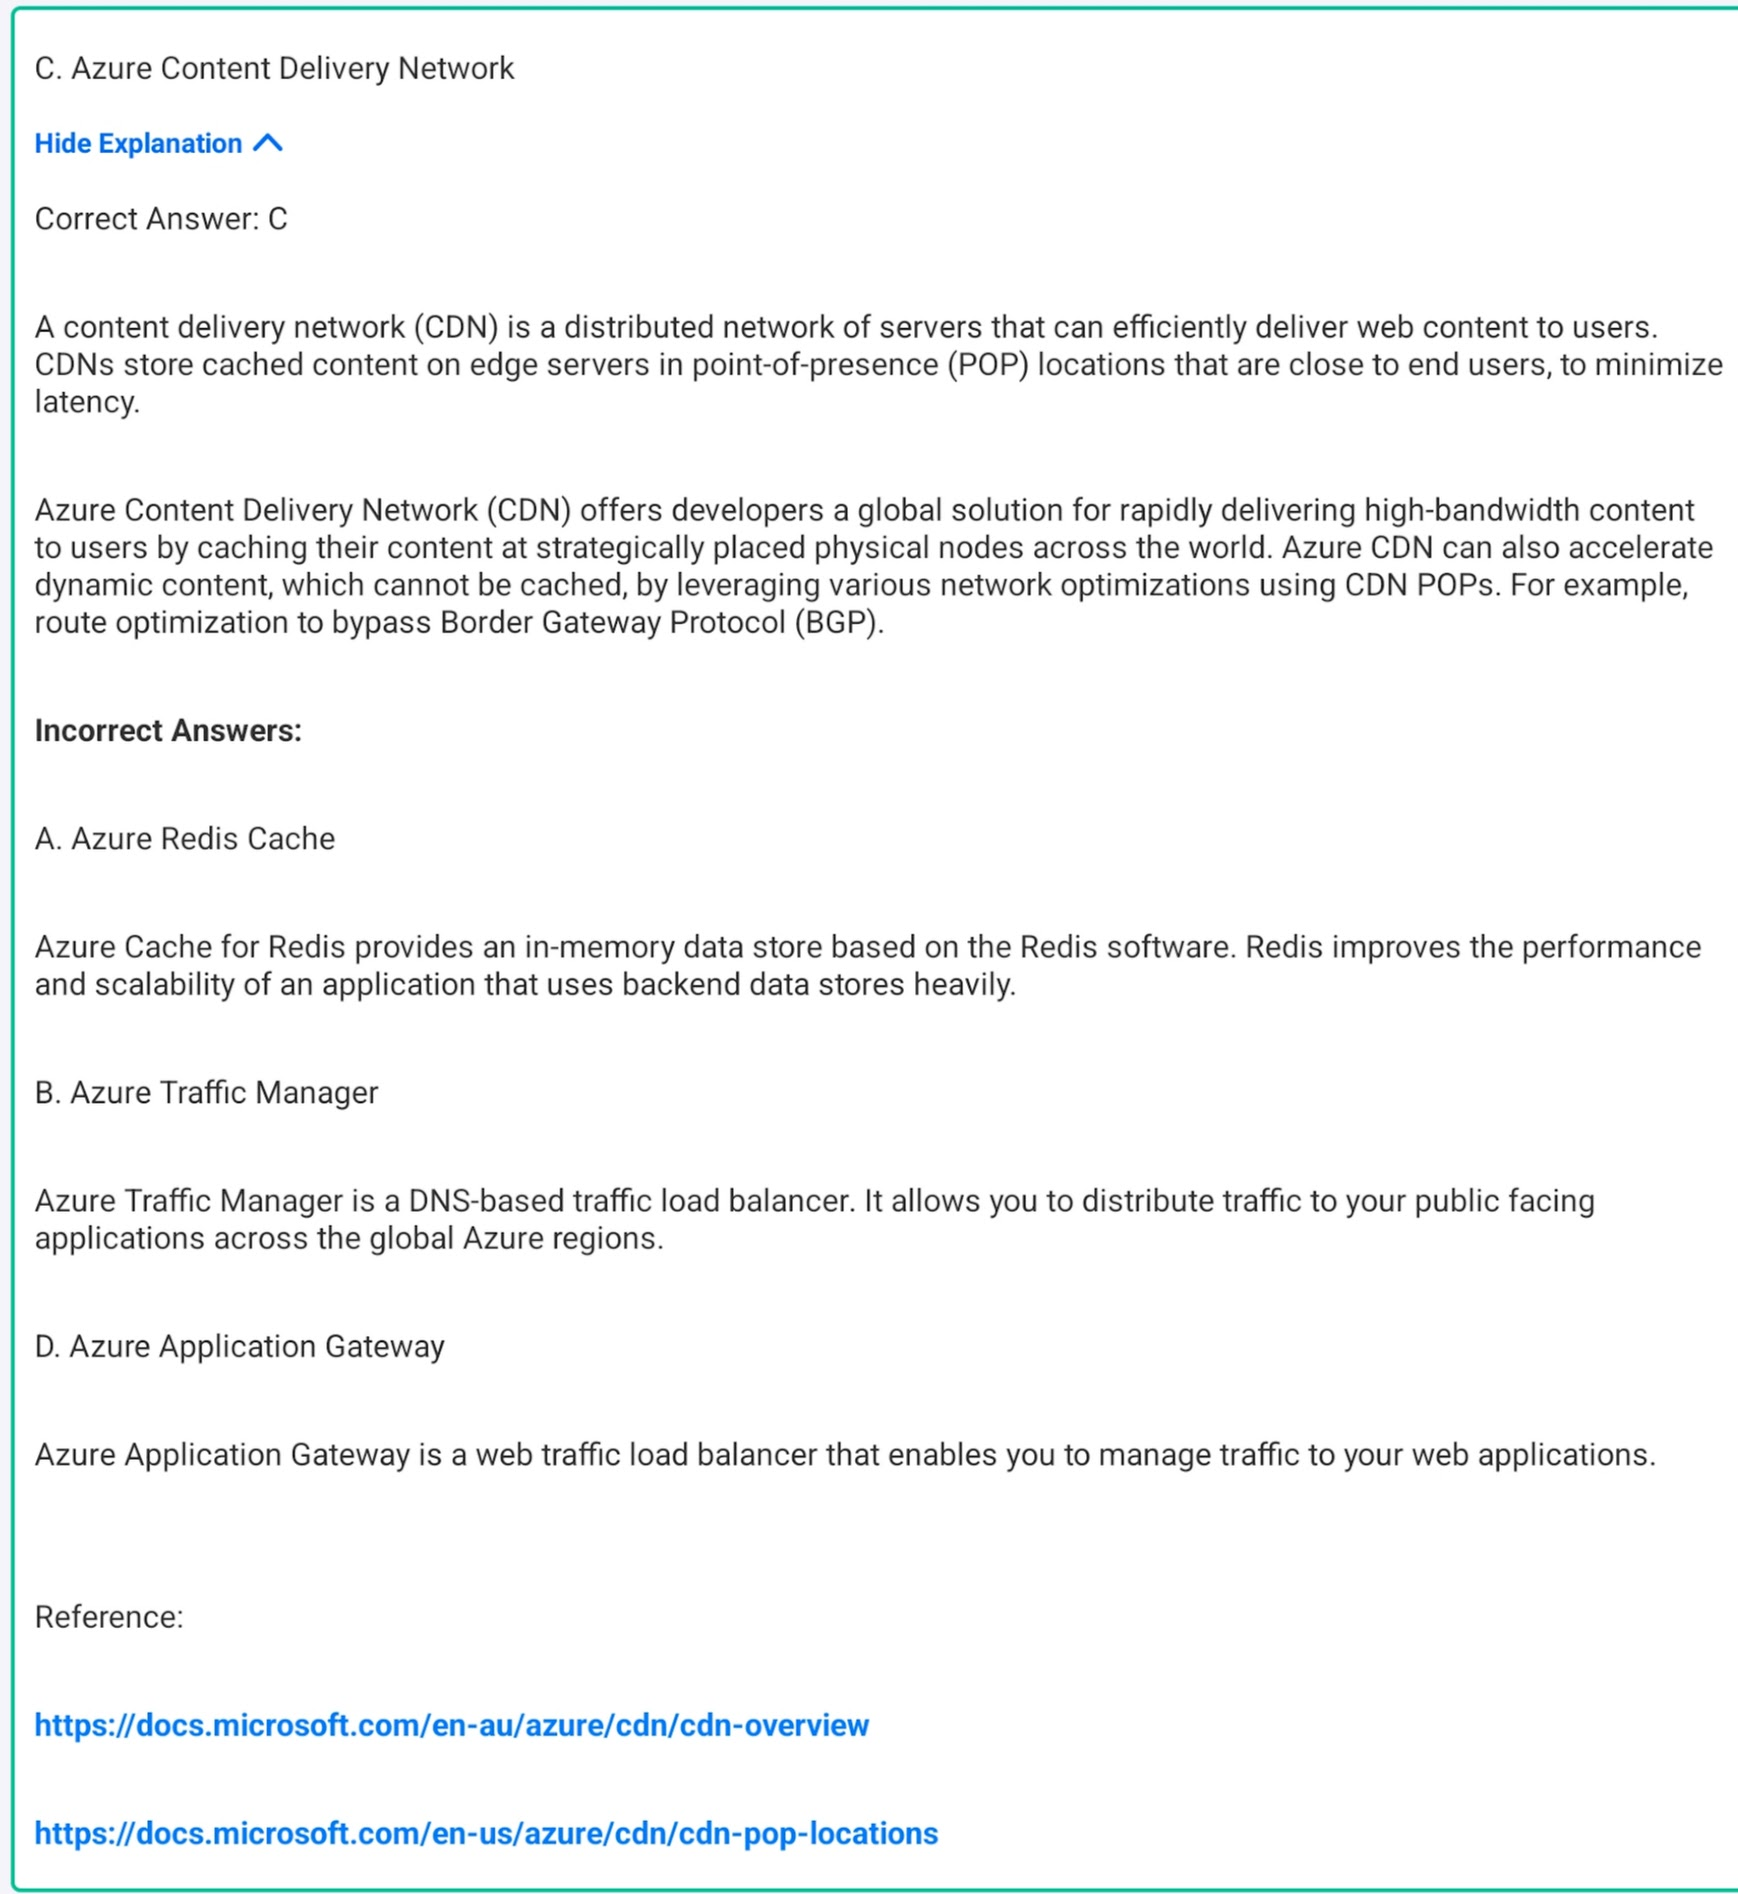 C. Azure Content Delivery Network
Hide Explanation
Correct Answer: C
A content delivery network (CDN) is a distributed network of servers that can efficiently deliver web content to users.
CDNs store cached content on edge servers in point-of-presence (POP) locations that are close to end users, to minimize
latency.
Azure Content Delivery Network (CDN) offers developers a global solution for rapidly delivering high-bandwidth content
to users by caching their content at strategically placed physical nodes across the world. Azure CDN can also accelerate
dynamic content, which cannot be cached, by leveraging various network optimizations using CDN POPs. For example,
route optimization to bypass Border Gateway Protocol (BGP).
Incorrect Answers:
A. Azure Redis Cache
Azure Cache for Redis provides an in-memory data store based on the Redis software. Redis improves the performance
and scalability of an application that uses backend data stores heavily.
B. Azure Traffic Manager
Azure Traffic Manager is a DNS-based traffic load balancer. It allows you to distribute traffic to your public facing
applications across the global Azure regions.
D. Azure Application Gateway
Azure Application Gateway is a web traffic load balancer that enables you to manage traffic to your web applications.
Reference:
https://docs.microsoft.com/en-au/azure/cdn/cdn-overview
https://docs.microsoft.com/en-us/azure/cdn/cdn-pop-locations